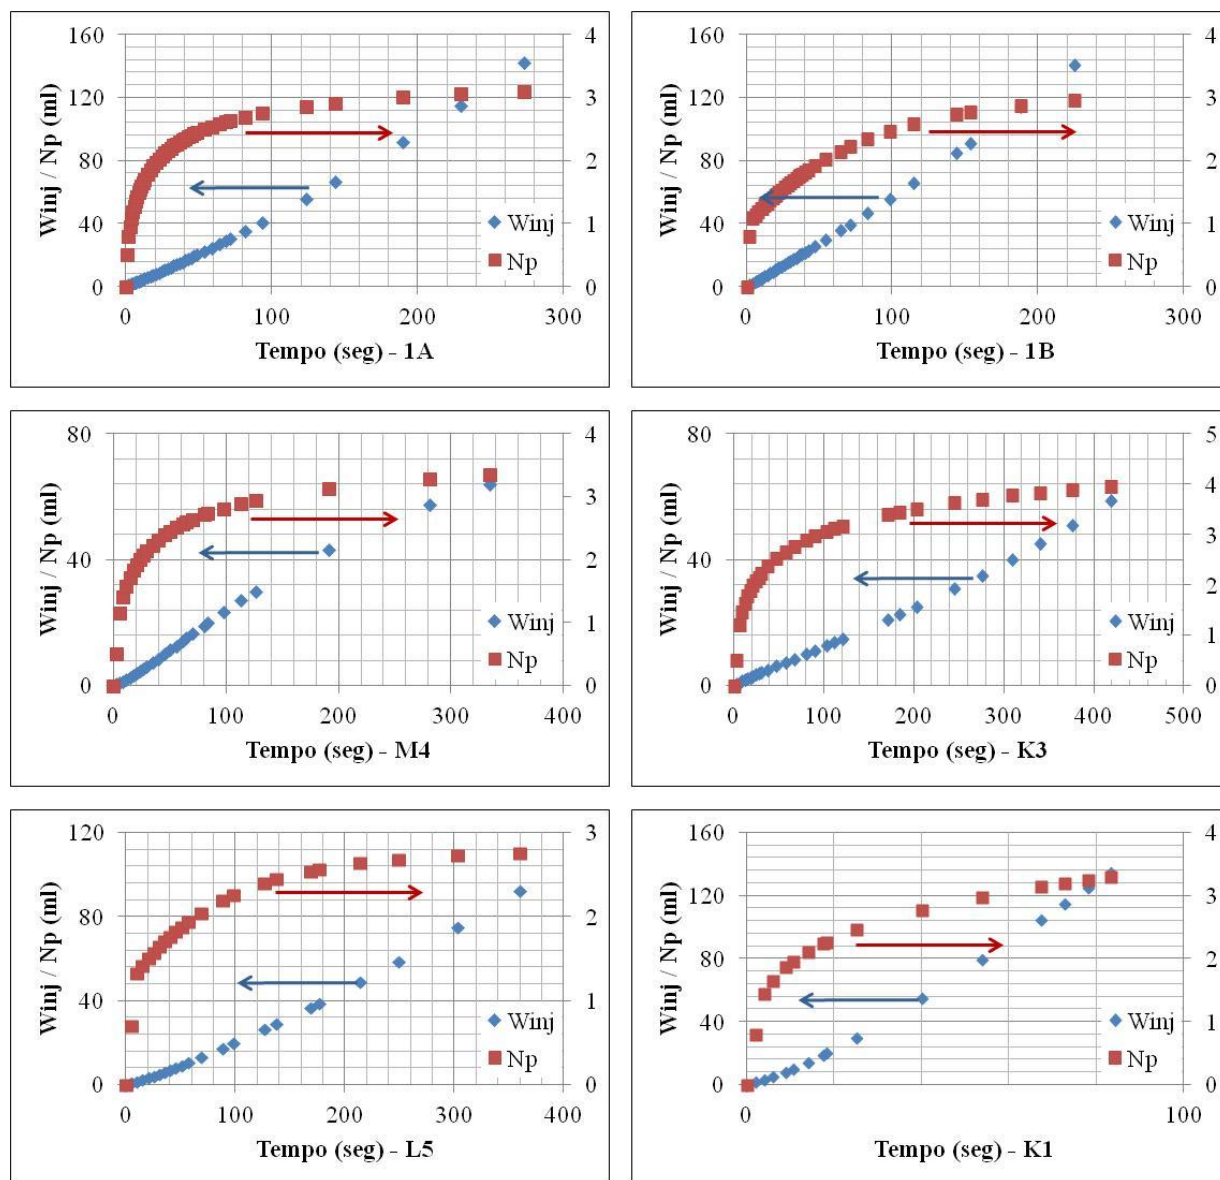 160
4
160
4
120
3
120
3
80
2
80
2
40
1
40
1
0
0
0
0
0 100 200 300
0 100 200 300
Winj / Np (ml)
Winj
Np
Tempo (seg) - 1A
Winj / Np (ml)
Winj
Np
Tempo (seg) - 1B
80
4
80
5
3
4
40
2
40
3
2
1
1
0
0
0
0
0 100 200 300 400
0 100 200 300 400 500
Winj / Np (ml)
Winj
Np
Tempo (seg) - M4
Winj / Np (ml)
Winj
Np
Tempo (seg) - K3
120
3
160
4
80
2
120
3
80
2
40
1
40
1
0
0
0
0
0 100 200 300 400
0 100
Winj / Np (ml)
Winj
Np
Tempo (seg) - L5
Winj / Np (ml)
Winj
Np
Tempo (seg) - K1